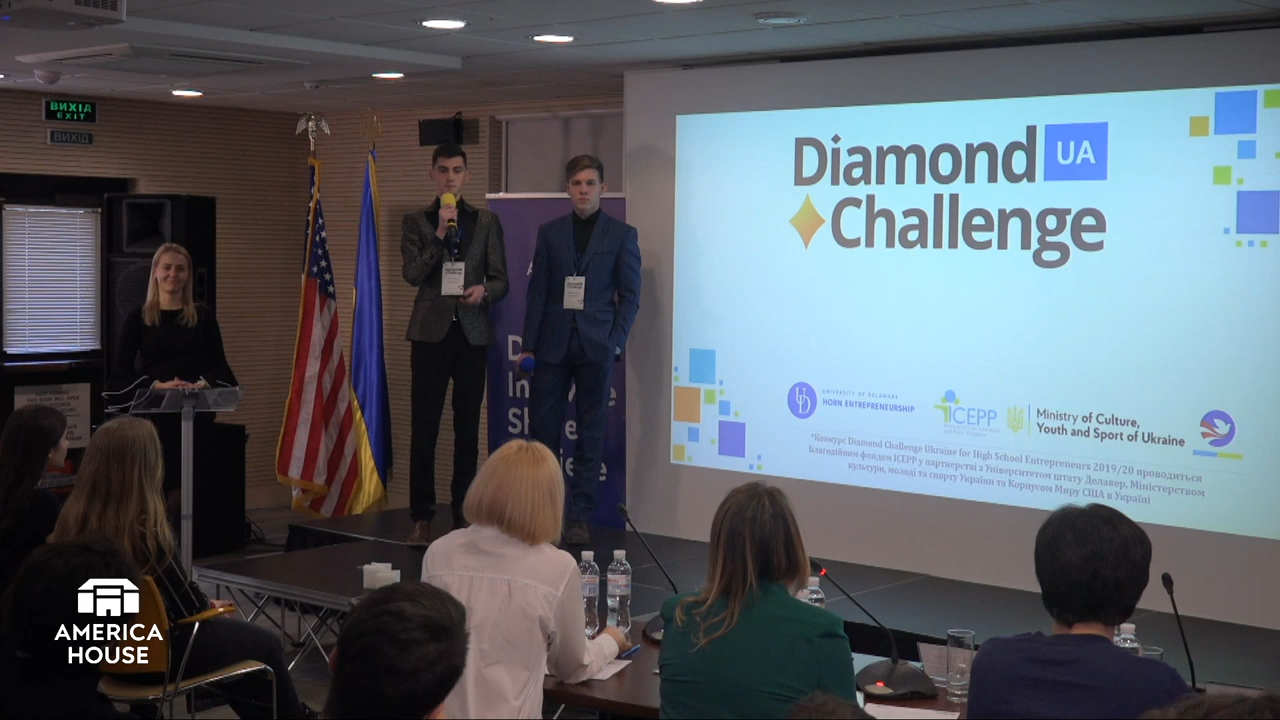 ВИХІД
EXIT
ВИХІД
Diamond UA
Challenge
UNIVERSITY OF DELAWARE
HORN ENTREPRENEURSHIP
UD
ICEPP
Ministry of Culture,
Youth and Sport of Ukraine
*Конкурс Diamond Challenge Ukraine for High School Entrepreneurs 2019/20 проводиться
Благодійним фондом ICEPP у партнерстві з Університетом штату Делавер, Міністерством
культури, молоді та спорту України та Корпусом Миру США в Україні
AMERICA
HOUSE